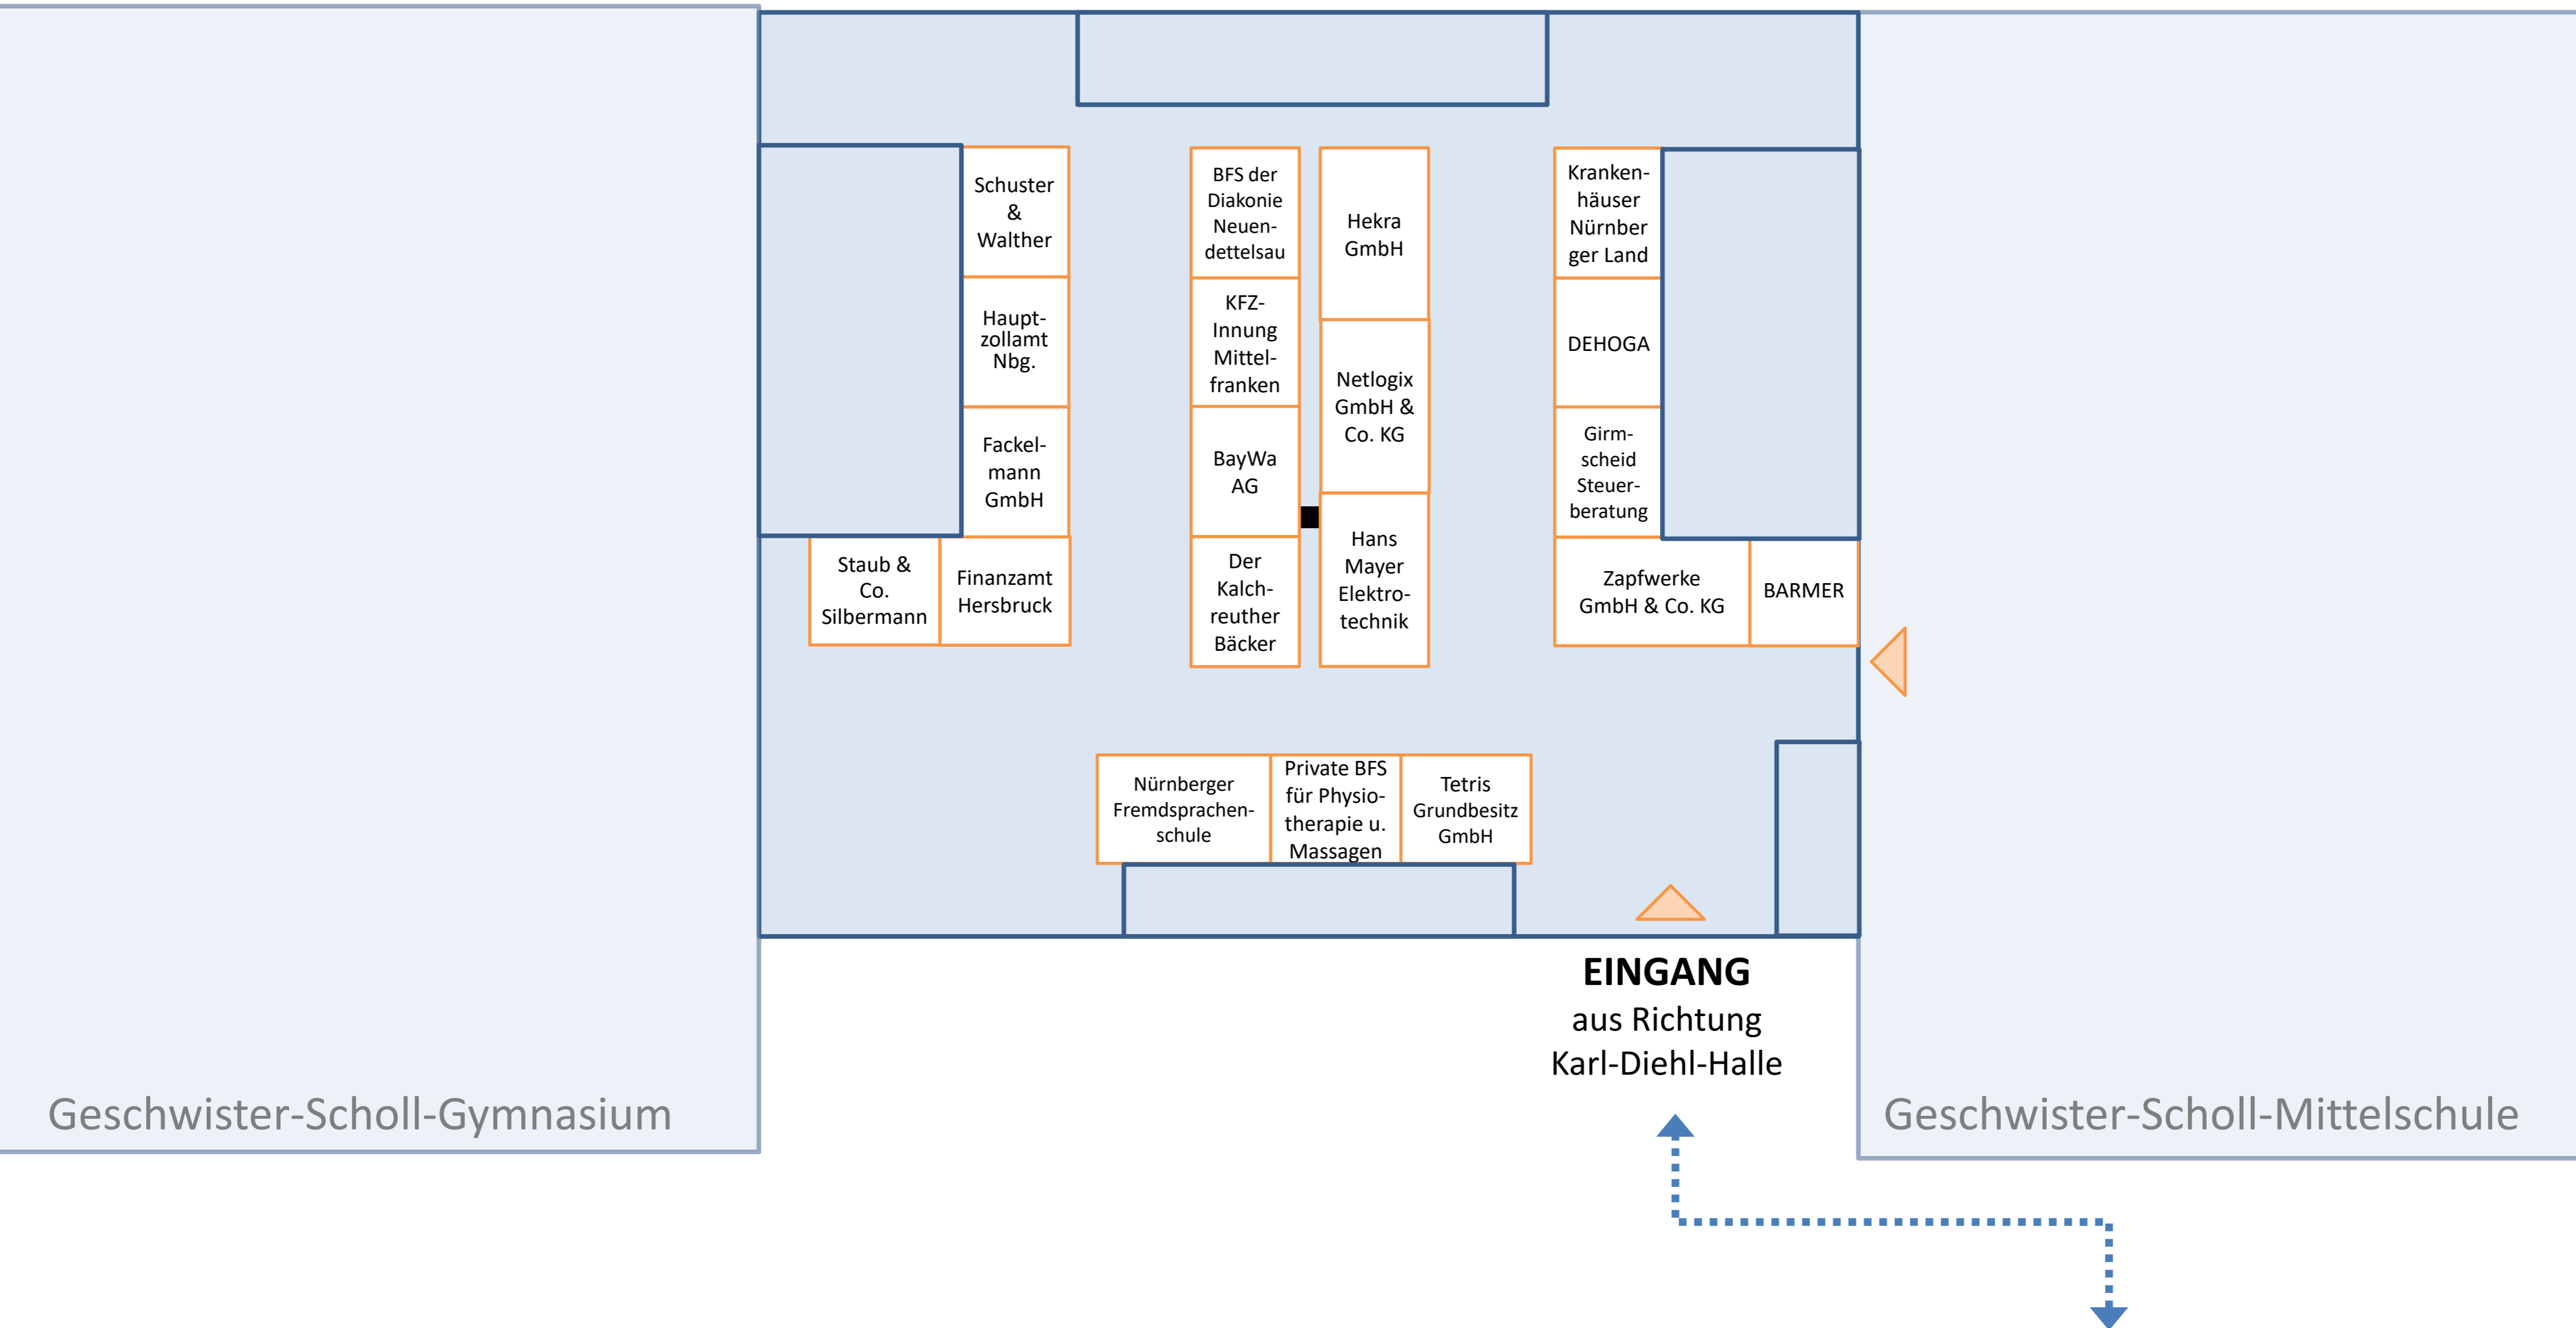 Schuster
&
Walther
Haupt-
zollamt
Nbg.
Fackel-
mann
GmbH
Staub &
Co.
Silbermann
Finanzamt
Hersbruck
BFS der
Diakonie
Neuen-
dettelsau
KFZ-
Innung
Mittel-
franken
BayWa
AG
Der
Kalch-
reuther
Bäcker
Hekra
GmbH
Netlogix
GmbH &
Co. KG
Hans
Mayer
Elektro-
technik
Kranken-
häuser
Nürnber
ger Land
DEHOGA
Girm-
scheid
Steuer-
beratung
Zapfwerke
GmbH & Co. KG
BARMER
Nürnberger
Fremdsprachen-
schule
Private BFS
für Physio-
therapie u.
Massagen
Tetris
Grundbesitz
GmbH
EINGANG
aus Richtung
Karl-Diehl-Halle
Geschwister-Scholl-Gymnasium
Geschwister-Scholl-Mittelschule